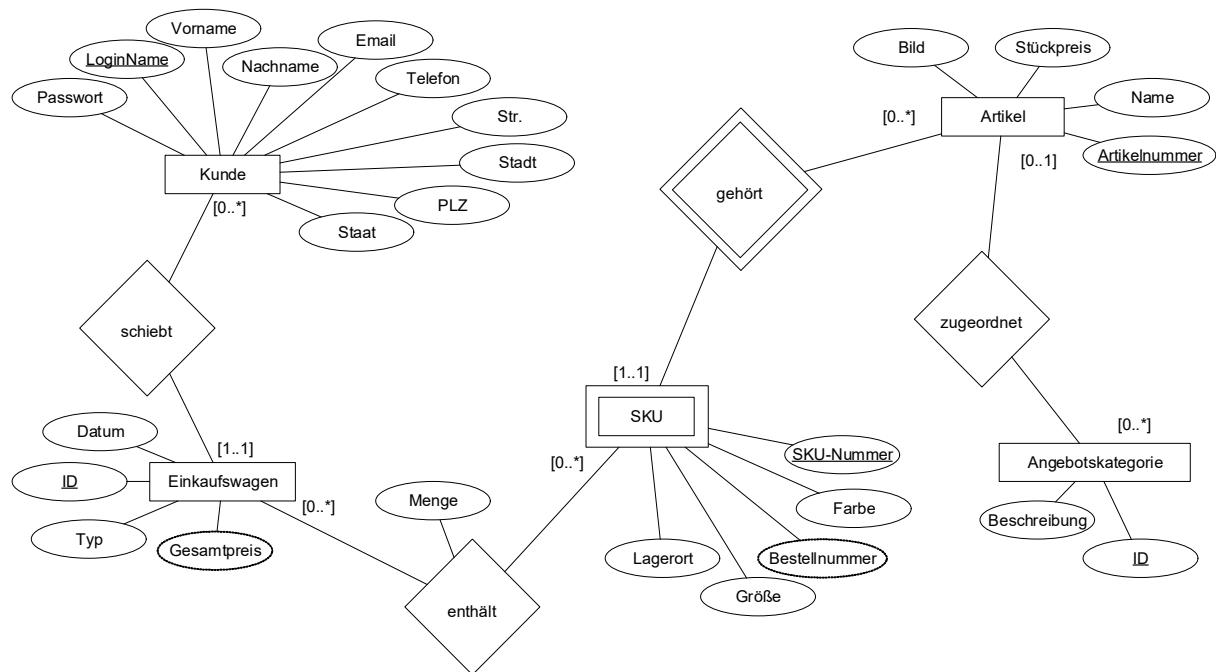 Vorname
Email
Bild
Stückpreis
LoginName
Nachname
Telefon
Passwort
Name
Str.
[0..*]
Artikel
Stadt
[0..1]
Artikelnummer
Kunde
gehört
[0..*]
PLZ
Staat
schiebt
zugeordnet
[1..1]
SKU
Datum
[0..*]
[1..1]
[0..*]
SKU-Nummer
ID
Einkaufswagen
Angebotskategorie
[0..*]
Menge
Farbe
Beschreibung
Typ
Gesamtpreis
Lagerort
Bestellnummer
ID
Größe
enthält